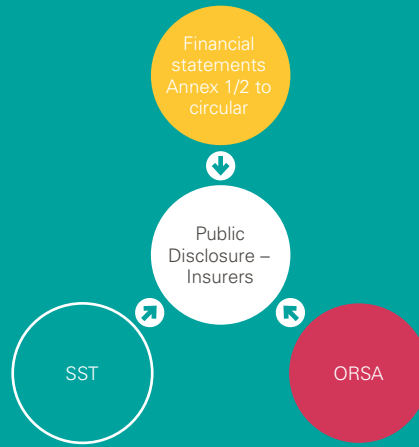 Financial
statements
Annex 1/2 to
circular
Public
Disclosure –
Insurers
SST
ORSA